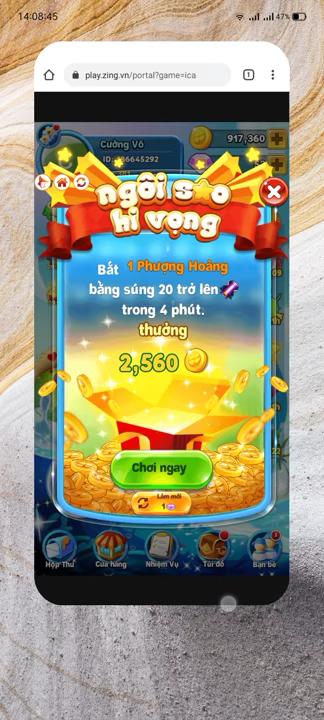 14:08:45
47%
play.zing.vn/portal?game=ica
1
Cường Võ
917,360
ngôi sao
hi vọng
Bắt 1 Phượng Hoàng
bằng súng 20 trở lên
trong 4 phút.
thưởng
2,560
Chơi ngay
Làm mới
1
Hộp Thư
Cửa hàng
Nhiệm Vụ
Túi đồ
Bạn bè